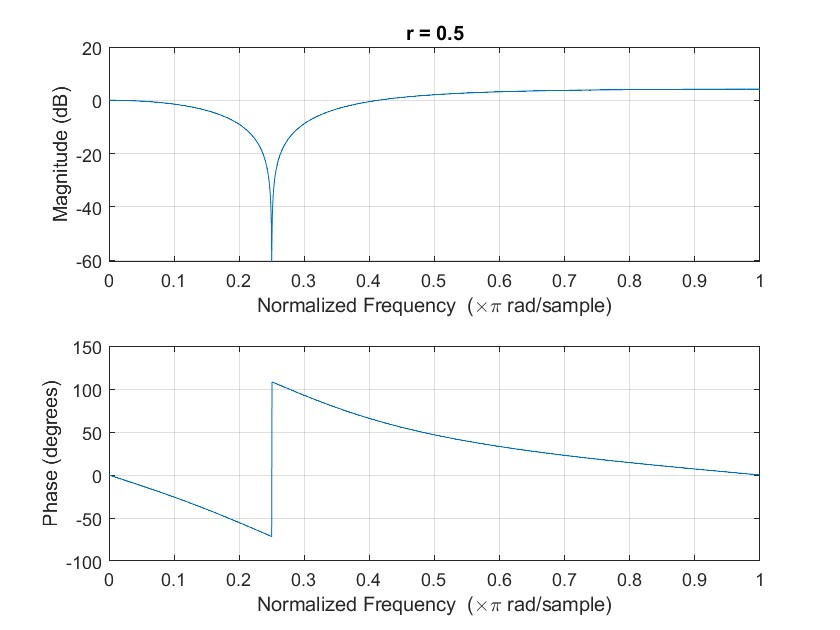 r = 0.5
Magnitude (dB)
20
0
-20
-40
-60
0 0.1 0.2 0.3 0.4 0.5 0.6 0.7 0.8 0.9 1
Normalized Frequency (×π rad/sample)
Phase (degrees)
150
100
50
0
-50
-100
0 0.1 0.2 0.3 0.4 0.5 0.6 0.7 0.8 0.9 1
Normalized Frequency (×π rad/sample)